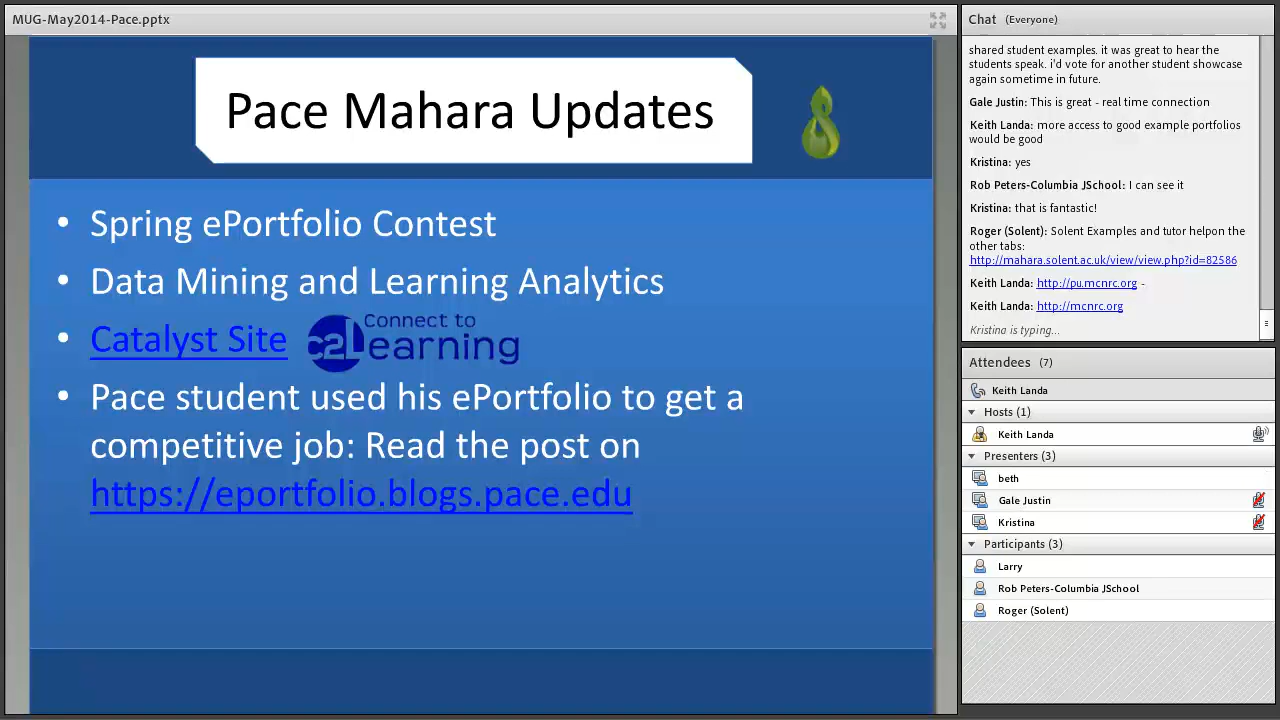 MUG-May2014-Pace.pptx
Pace Mahara Updates
• Spring ePortfolio Contest
• Data Mining and Learning Analytics
• Catalyst Site
Connect to
c2Learning
• Pace student used his ePortfolio to get a
competitive job: Read the post on
https://eportfolio.blogs.pace.edu
Chat (Everyone)
shared student examples. it was great to hear the
students speak. i'd vote for another student showcase
again sometime in future.
Gale Justin: This is great - real time connection
Keith Landa: more access to good example portfolios
would be good
Kristina: yes
Rob Peters-Columbia JSchool: I can see it
Kristina: that is fantastic!
Roger (Solent): Solent Examples and tutor helpon the
other tabs:
http://mahara.solent.ac.uk/view/view.php?id=82586
Keith Landa: http://pu.mcnrc.org -
Keith Landa: http://mcnrc.org
Kristina is typing...
Attendees (7)
Keith Landa
Hosts (1)
Keith Landa
Presenters (3)
beth
Gale Justin
Kristina
Participants (3)
Larry
Rob Peters-Columbia JSchool
Roger (Solent)